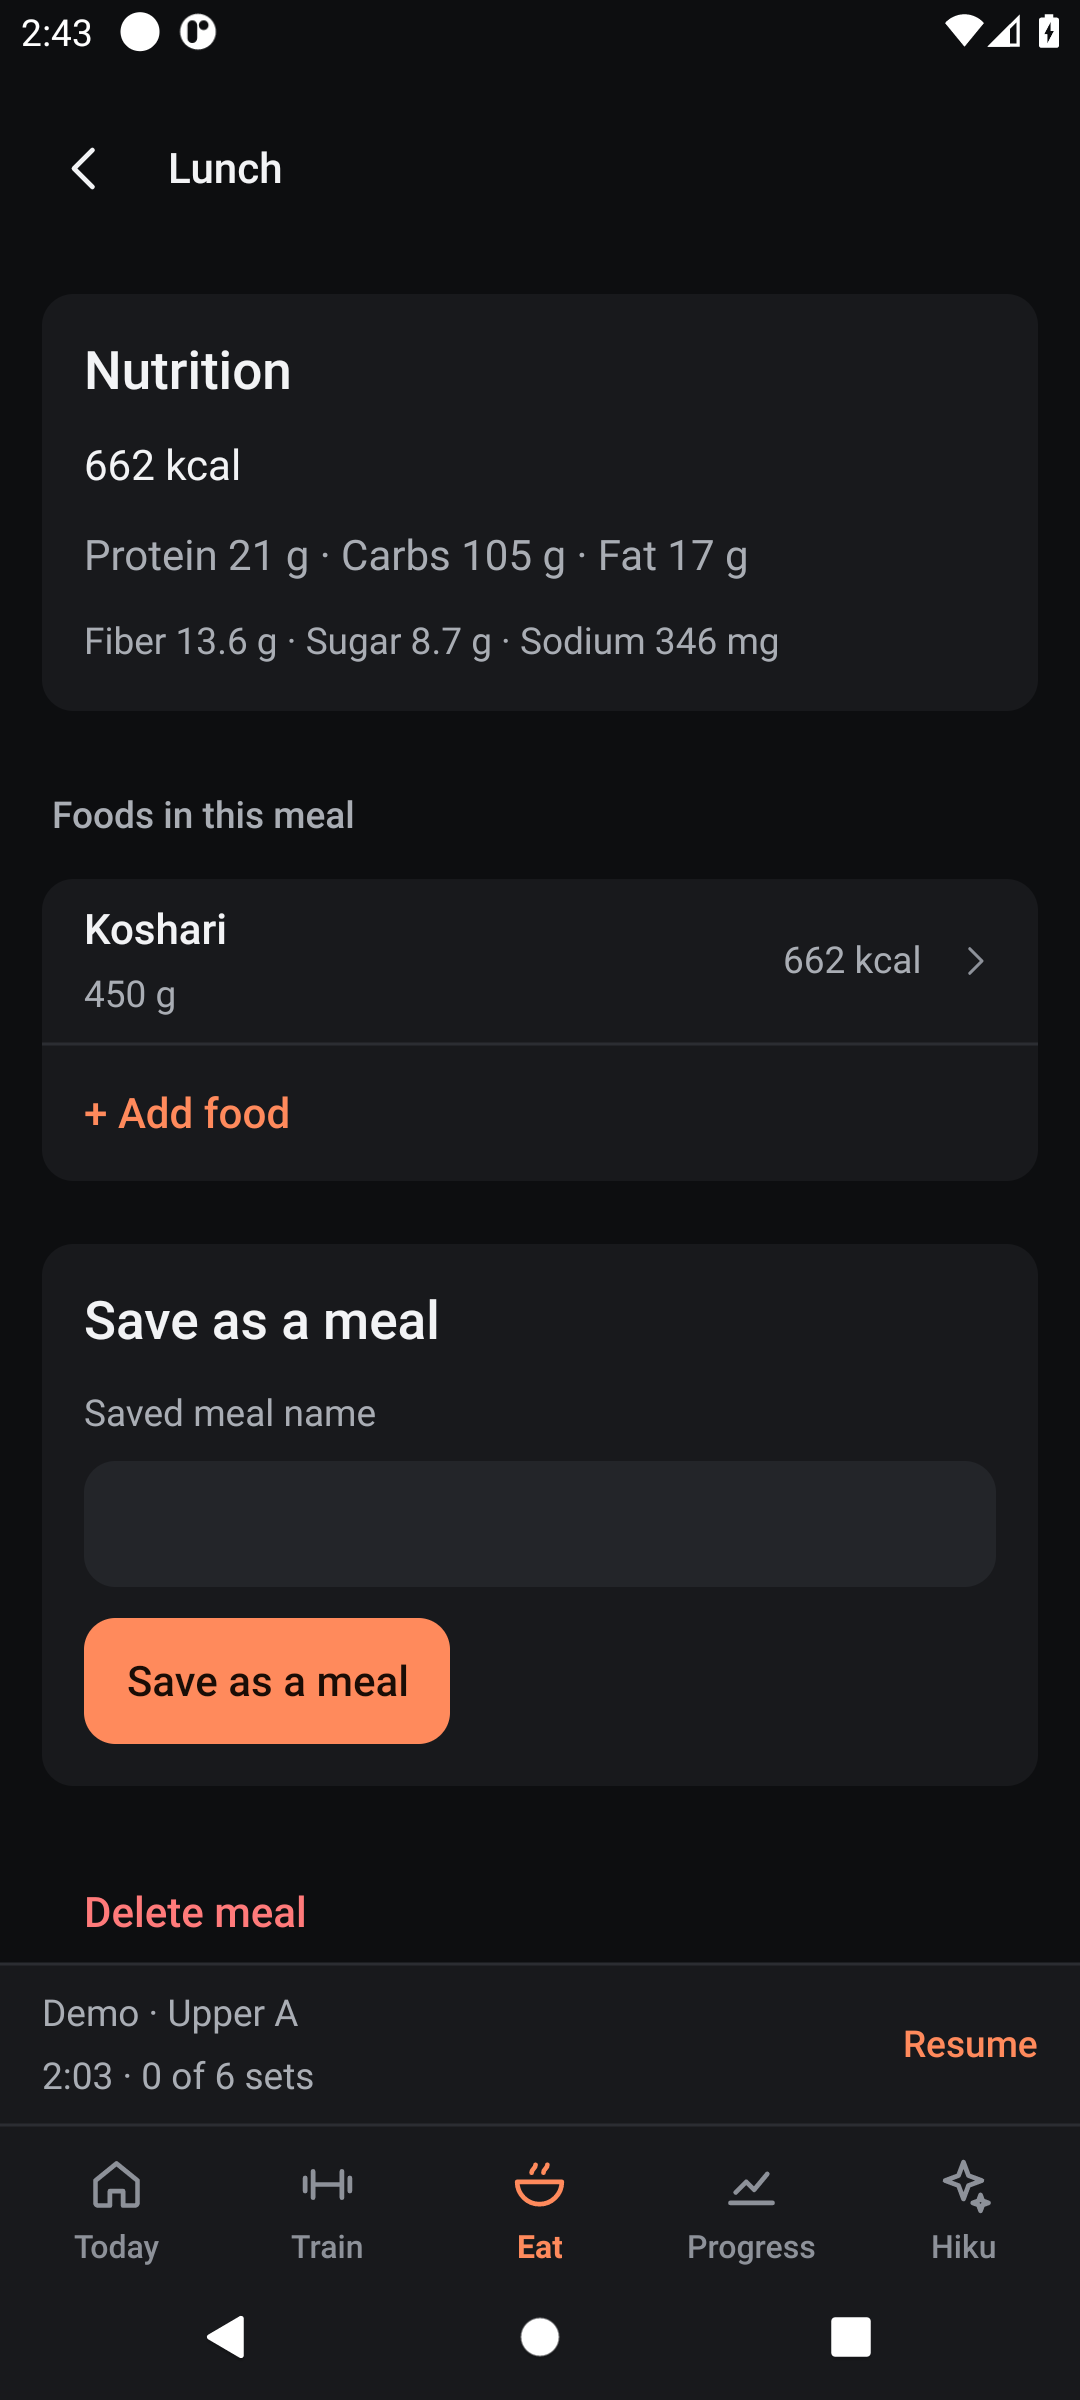 2:43
Lunch
Nutrition
662 kcal
Protein 21 g · Carbs 105 g · Fat 17 g
Fiber 13.6 g · Sugar 8.7 g · Sodium 346 mg
Foods in this meal
Koshari
450 g
662 kcal
+ Add food
Save as a meal
Saved meal name
Save as a meal
Delete meal
Demo · Upper A
2:03 · 0 of 6 sets
Resume
Today
Train
Eat
Progress
Hiku